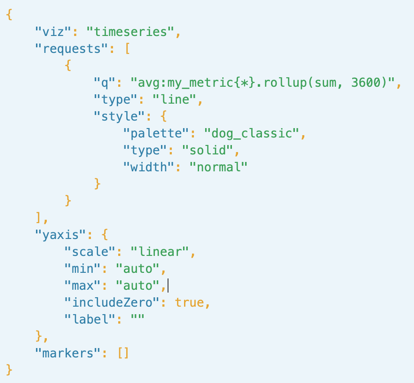 {
    "viz": "timeseries",
    "requests": [
        {
            "q": "avg:my_metric{*}.rollup(sum, 3600)",
            "type": "line",
            "style": {
                "palette": "dog_classic",
                "type": "solid",
                "width": "normal"
            }
        }
    ],
    "yaxis": {
        "scale": "linear",
        "min": "auto",
        "max": "auto",
        "includeZero": true,
        "label": ""
    },
    "markers": []
}